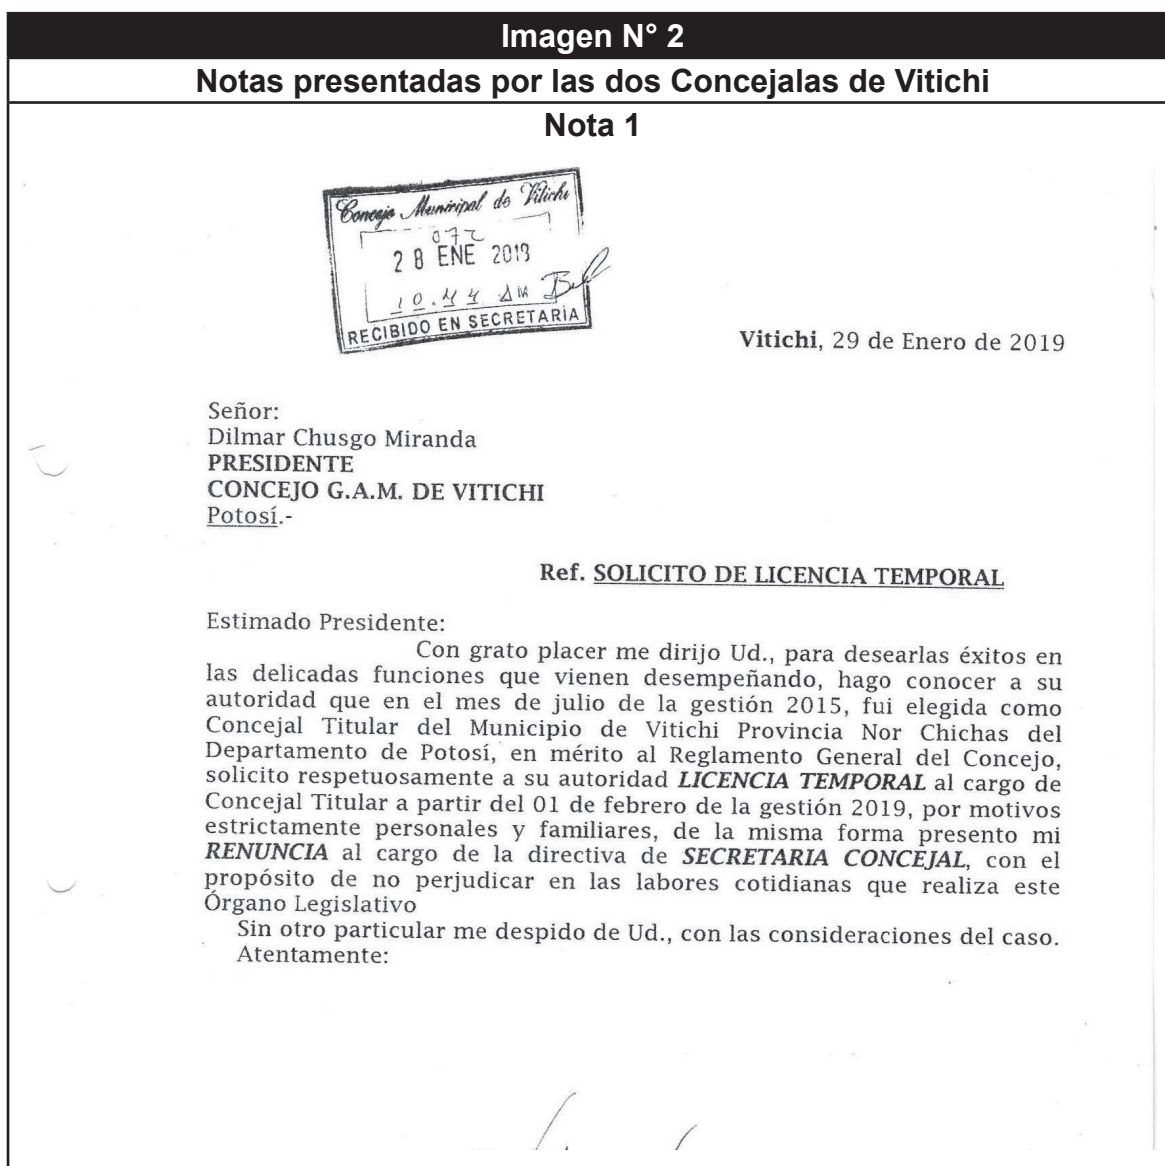 Imagen N° 2
Notas presentadas por las dos Concejalas de Vitichi
Nota 1
Concejo Municipal de Vitichi
072
28 ENE 2019
10.44 AM
RECIBIDO EN SECRETARÍA
Vitichi, 29 de Enero de 2019
Señor:
Dilmar Chusgo Miranda
PRESIDENTE
CONCEJO G.A.M. DE VITICHI
Potosí.-
Ref. SOLICITO DE LICENCIA TEMPORAL
Estimado Presidente:
Con grato placer me dirijo Ud., para desearlas éxitos en
las delicadas funciones que vienen desempeñando, hago conocer a su
autoridad que en el mes de julio de la gestión 2015, fui elegida como
Concejal Titular del Municipio de Vitichi Provincia Nor Chichas del
Departamento de Potosí, en mérito al Reglamento General del Concejo,
solicito respetuosamente a su autoridad LICENCIA TEMPORAL al cargo de
Concejal Titular a partir del 01 de febrero de la gestión 2019, por motivos
estrictamente personales y familiares, de la misma forma presento mi
RENUNCIA al cargo de la directiva de SECRETARIA CONCEJAL, con el
propósito de no perjudicar en las labores cotidianas que realiza este
Órgano Legislativo
Sin otro particular me despido de Ud., con las consideraciones del caso.
Atentamente: